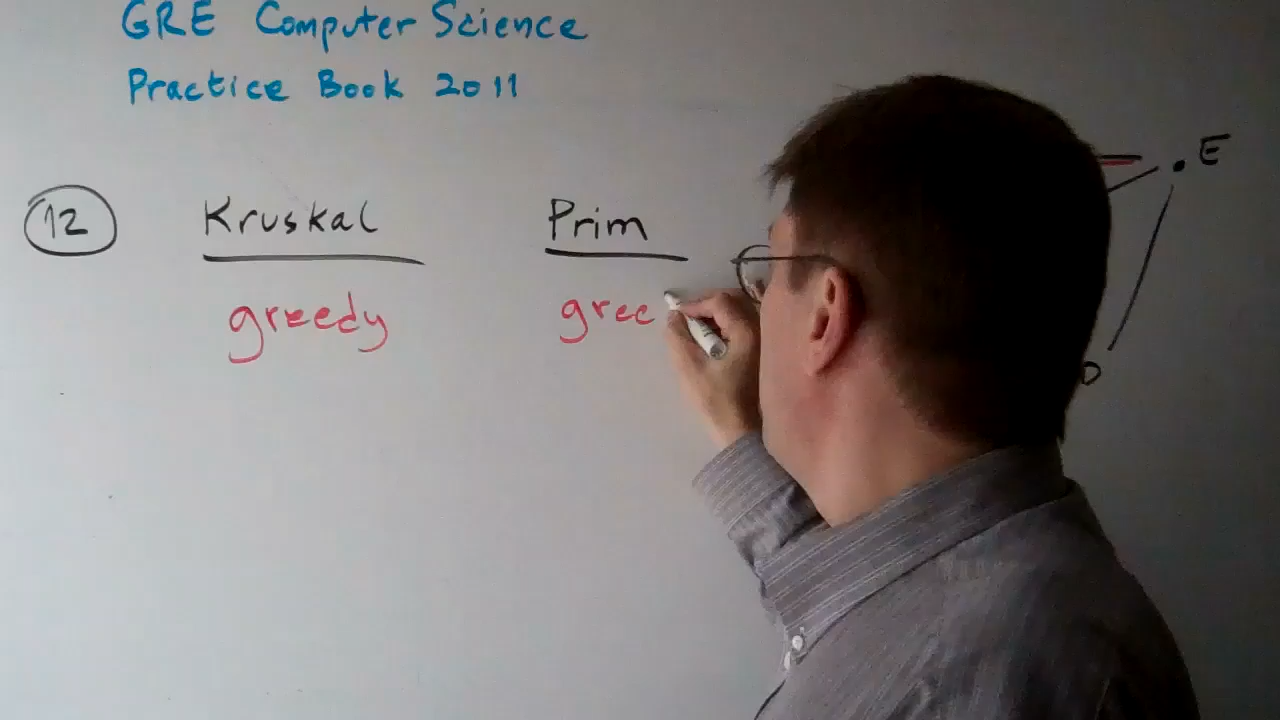 GRE Computer Science
Practice Book 2011
E
12 Kruskal Prim
greedy gree
D